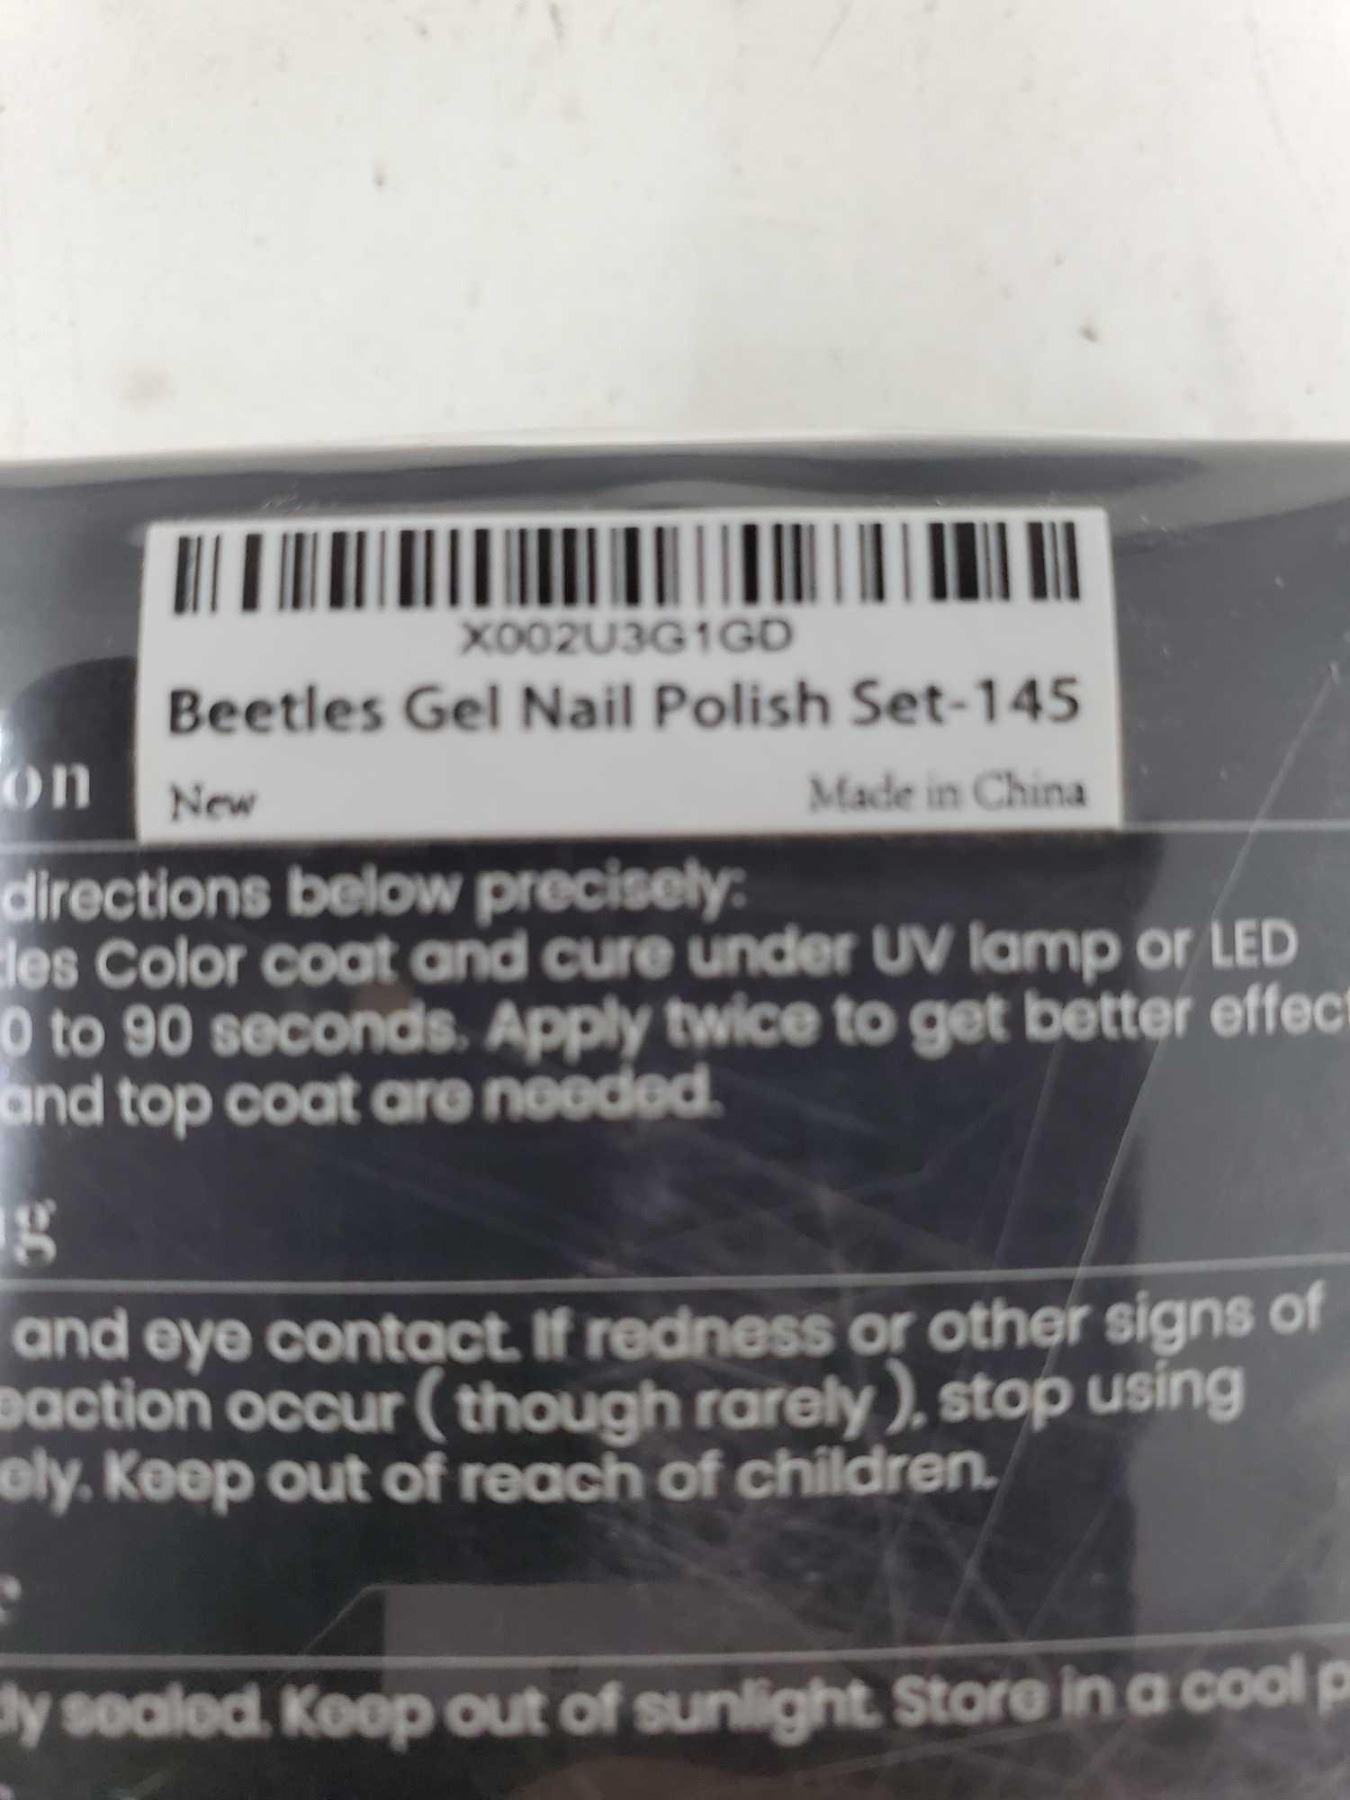 X002U3G1GD
Beetles Gel Nail Polish Set-145
New Made in China
directions below precisely:
Color coat and cure under UV lamp or LED
0 to 90 seconds. Apply twice to get better effect
and top coat are needed.
and eye contact. If redness or other signs of
eaction occur ( though rarely ), stop using
ely. Keep out of reach of children.
ly sealed. Keep out of sunlight. Store in a cool p